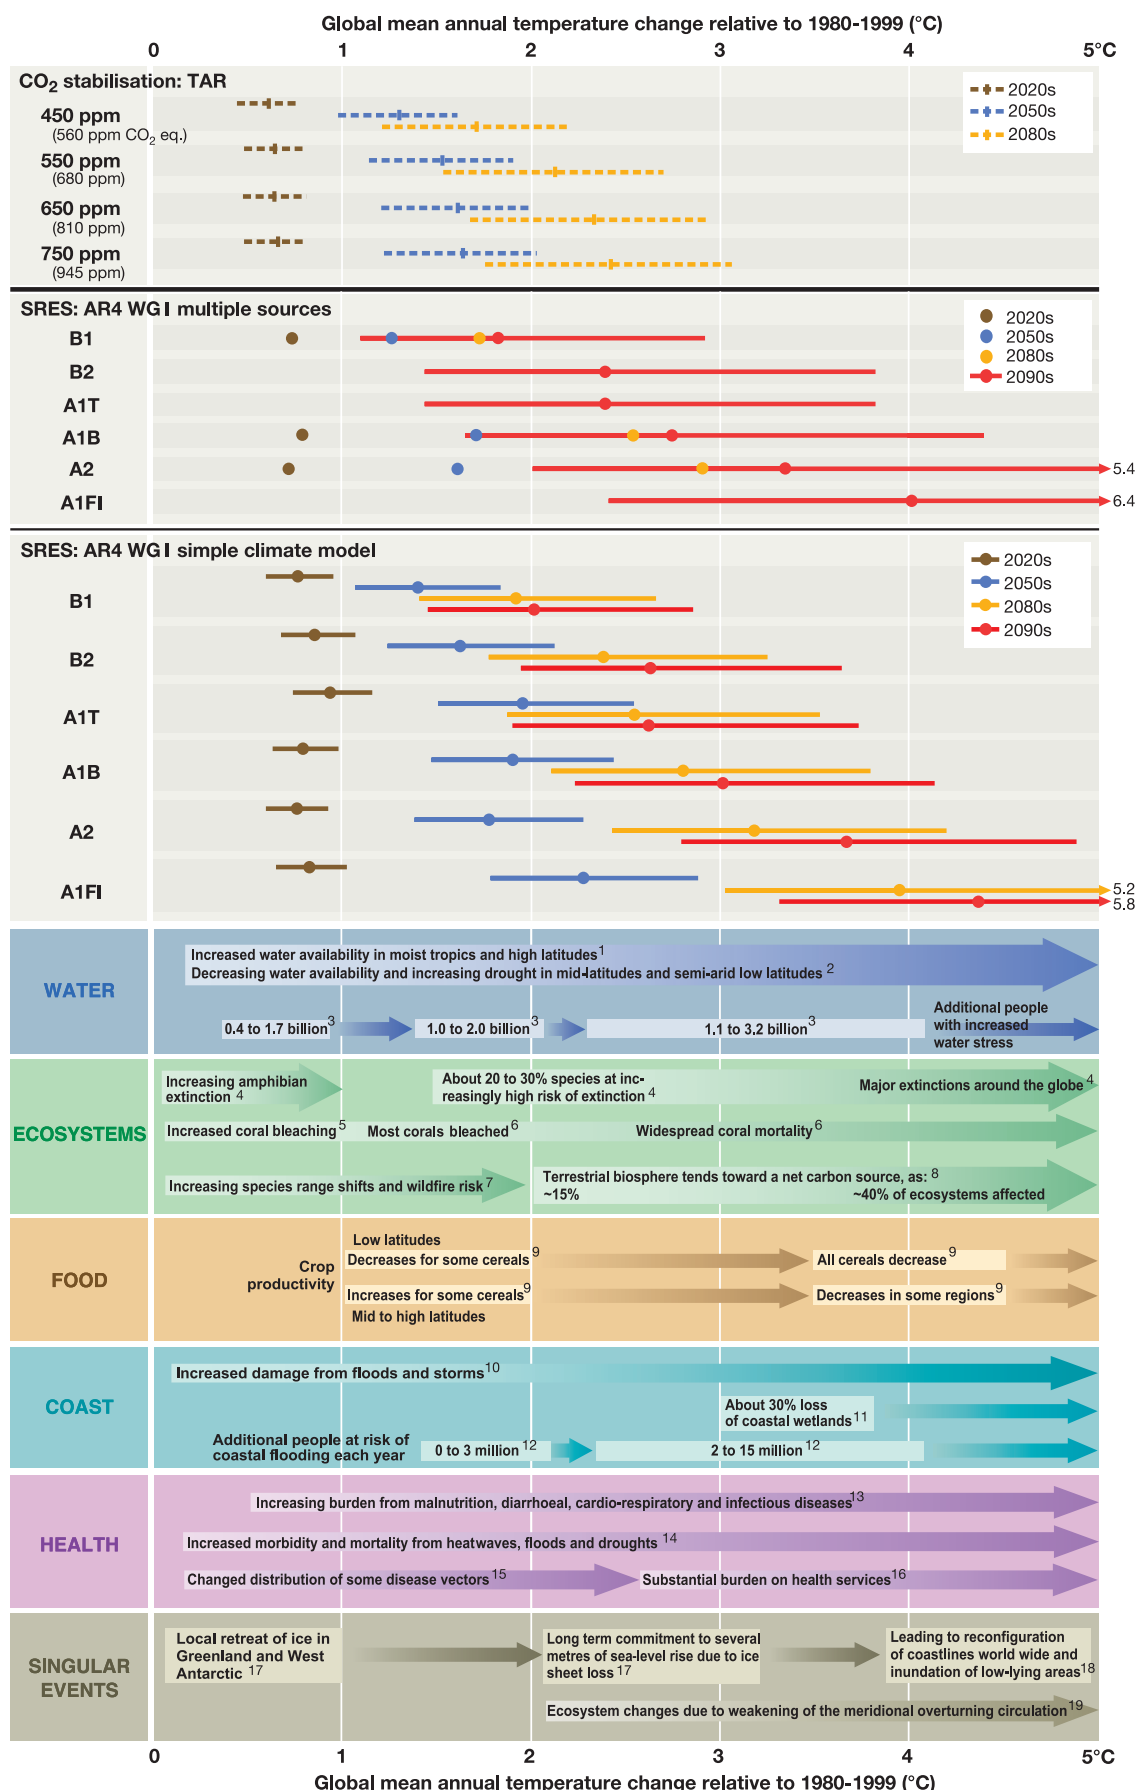 Global mean annual temperature change relative to 1980-1999 (°C)
0 1 2 3 4 5°C
CO2 stabilisation: TAR
2020s
2050s
2080s
450 ppm
(560 ppm CO2 eq.)
550 ppm
(680 ppm)
650 ppm
(810 ppm)
750 ppm
(945 ppm)
SRES: AR4 WG I multiple sources
2020s
2050s
2080s
2090s
B1
B2
A1T
A1B
A2 5.4
A1FI 6.4
SRES: AR4 WG I simple climate model
2020s
2050s
2080s
2090s
B1
B2
A1T
A1B
A2
A1FI 5.2
5.8
WATER
Increased water availability in moist tropics and high latitudes 1
Decreasing water availability and increasing drought in mid-latitudes and semi-arid low latitudes 2
0.4 to 1.7 billion 3 1.0 to 2.0 billion 3 1.1 to 3.2 billion 3
Additional people
with increased
water stress
ECOSYSTEMS
Increasing amphibian
extinction 4
About 20 to 30% species at inc-
reasingly high risk of extinction 4
Major extinctions around the globe 4
Increased coral bleaching 5 Most corals bleached 6 Widespread coral mortality 6
Increasing species range shifts and wildfire risk 7
Terrestrial biosphere tends toward a net carbon source, as: 8
~15% ~40% of ecosystems affected
FOOD
Crop
productivity
Low latitudes
Decreases for some cereals 9 All cereals decrease 9
Increases for some cereals 9 Decreases in some regions 9
Mid to high latitudes
COAST
Increased damage from floods and storms 10
About 30% loss
of coastal wetlands 11
Additional people at risk of
coastal flooding each year
0 to 3 million 12 2 to 15 million 12
HEALTH
Increasing burden from malnutrition, diarrhoeal, cardio-respiratory and infectious diseases 13
Increased morbidity and mortality from heatwaves, floods and droughts 14
Changed distribution of some disease vectors 15 Substantial burden on health services 16
SINGULAR
EVENTS
Local retreat of ice in
Greenland and West
Antarctic 17
Long term commitment to several
metres of sea-level rise due to ice
sheet loss 17
Leading to reconfiguration
of coastlines world wide and
inundation of low-lying areas 18
Ecosystem changes due to weakening of the meridional overturning circulation 19
0 1 2 3 4 5°C
Global mean annual temperature change relative to 1980-1999 (°C)